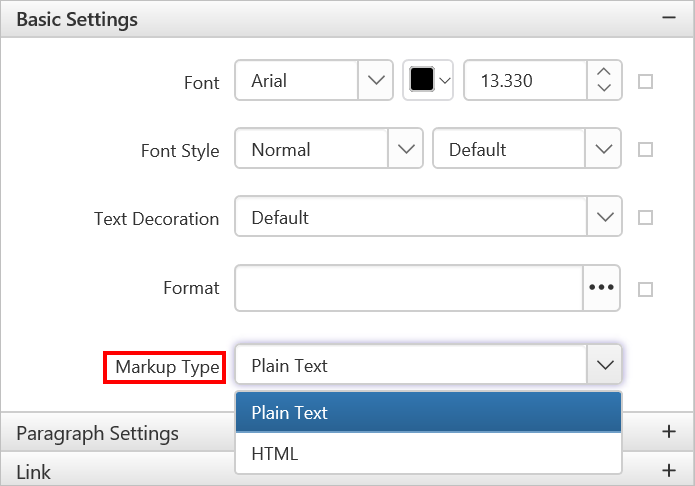 Basic Settings
Font Arial 13.330
Font Style Normal Default
Text Decoration Default
Format
Markup Type Plain Text
Plain Text
Paragraph Settings
HTML
Link